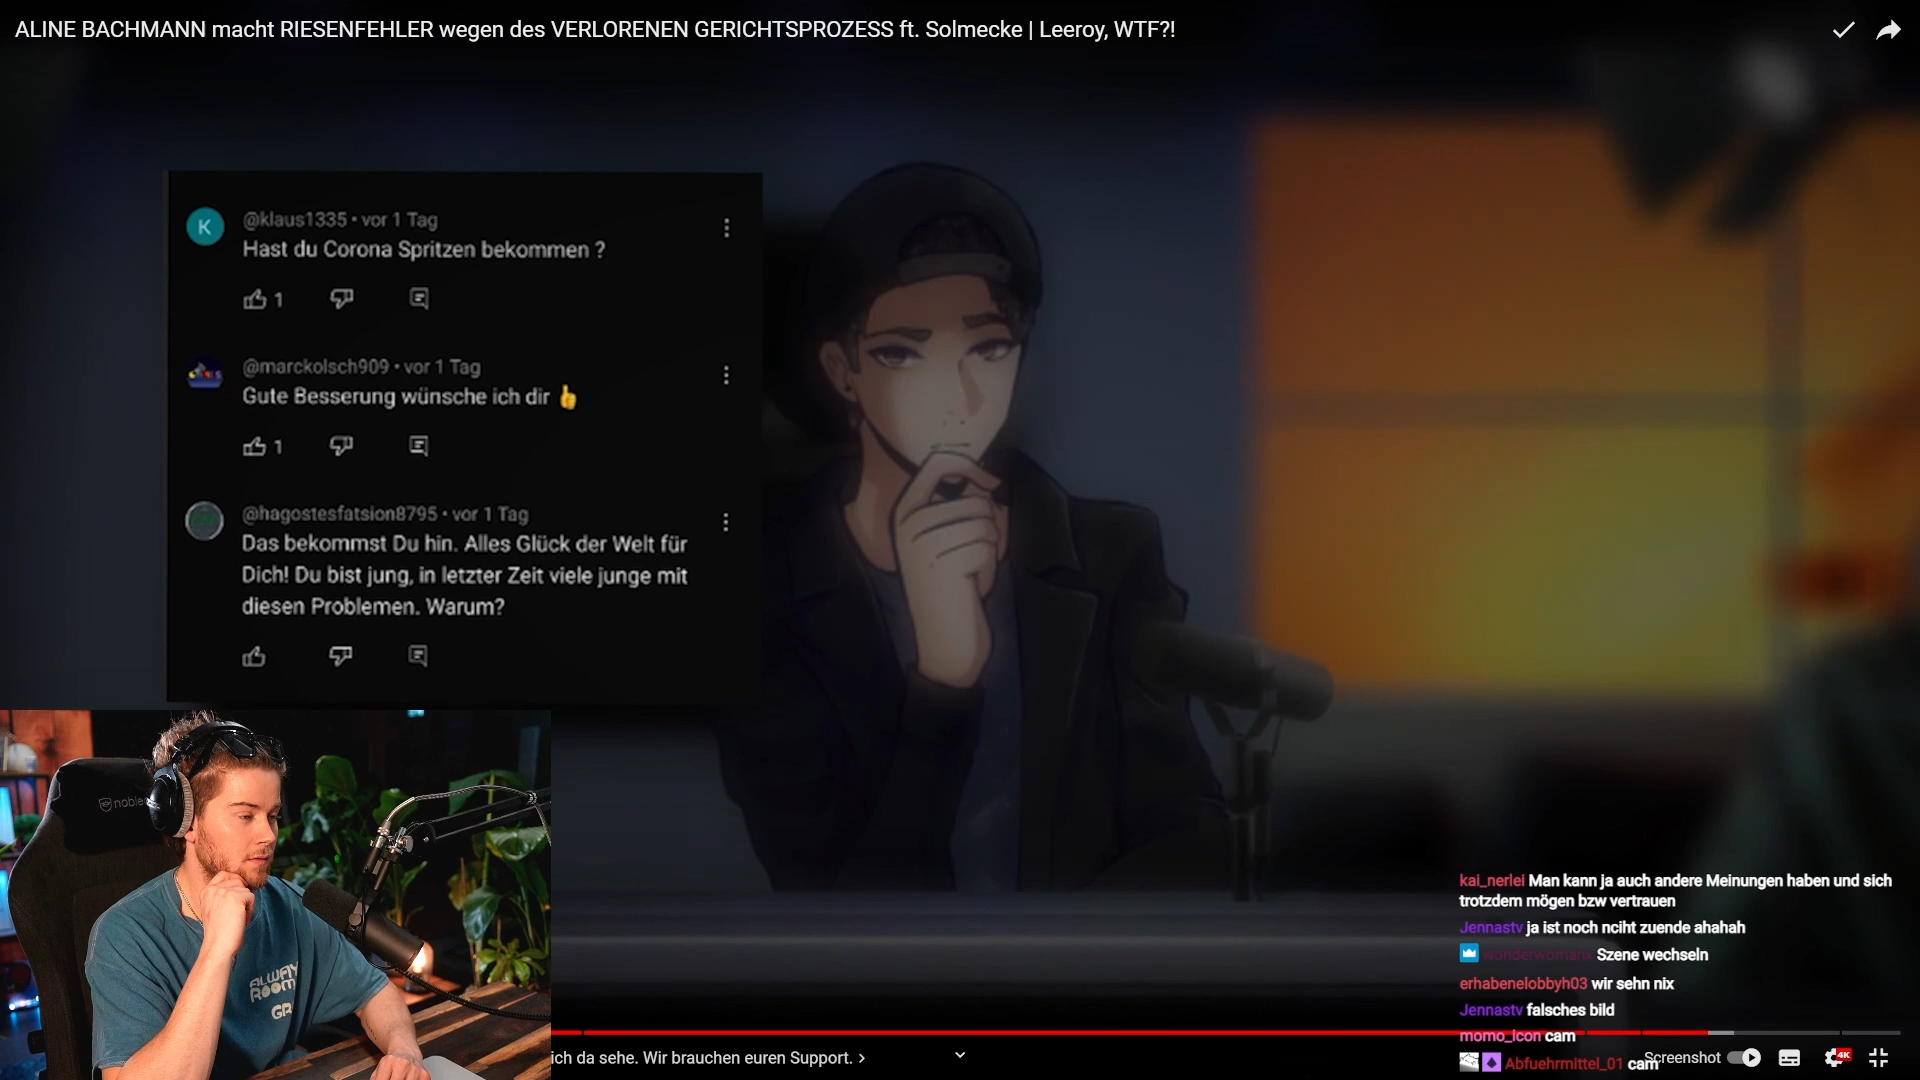 ALINE BACHMANN macht RIESENFEHLER wegen des VERLORENEN GERICHTSPROZESS ft. Solmecke | Leeroy, WTF?!
K
@klaus1335 • vor 1 Tag
Hast du Corona Spritzen bekommen ?
1
@marckolsch909 • vor 1 Tag
Gute Besserung wünsche ich dir 👍
1
@hagostesfatsion8795 • vor 1 Tag
Das bekommst Du hin. Alles Glück der Welt für
Dich! Du bist jung, in letzter Zeit viele junge mit
diesen Problemen. Warum?
noble
ALWAY
ROOM
GR
kai_nerlei Man kann ja auch andere Meinungen haben und sich
trotzdem mögen bzw vertrauen
Jennastv ja ist noch nciht zuende ahahah
wonderwomanx Szene wechseln
erhabenelobbyh03 wir sehn nix
Jennastv falsches bild
momo_icon cam
Abfuehrmittel_01 cam
ich da sehe. Wir brauchen euren Support. >
Screenshot
4K